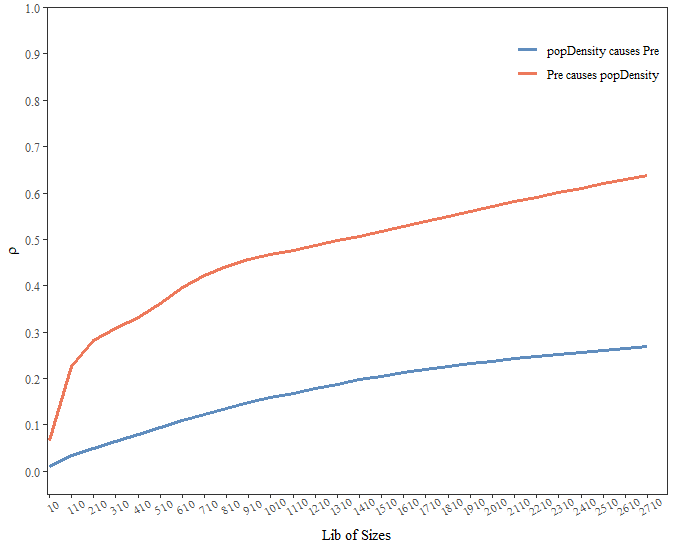 1.0
0.9
0.8
0.7
0.6
0.5
0.4
0.3
0.2
0.1
0.0
ρ
popDensity causes Pre
Pre causes popDensity
10 110 210 310 410 510 610 710 810 910 1010 1110 1210 1310 1410 1510 1610 1710 1810 1910 2010 2110 2210 2310 2410 2510 2610 2710
Lib of Sizes